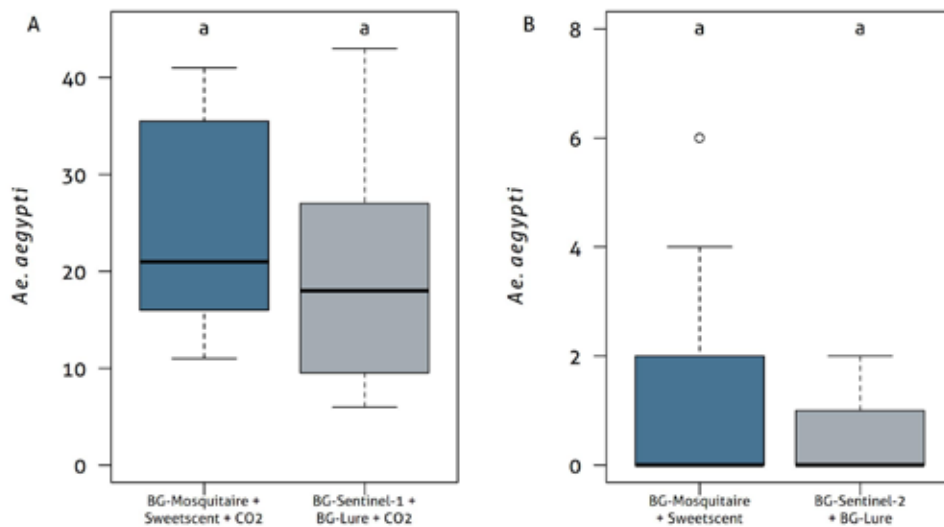 A
a
a
40
30
20
10
0
Ae. aegypti
BG-Mosquitaire +
Sweetscent + CO2
BG-Sentinel-1 +
BG-Lure + CO2
B
a
a
8
6
4
2
0
Ae. aegypti
BG-Mosquitaire
+ Sweetscent
BG-Sentinel-2
+ BG-Lure